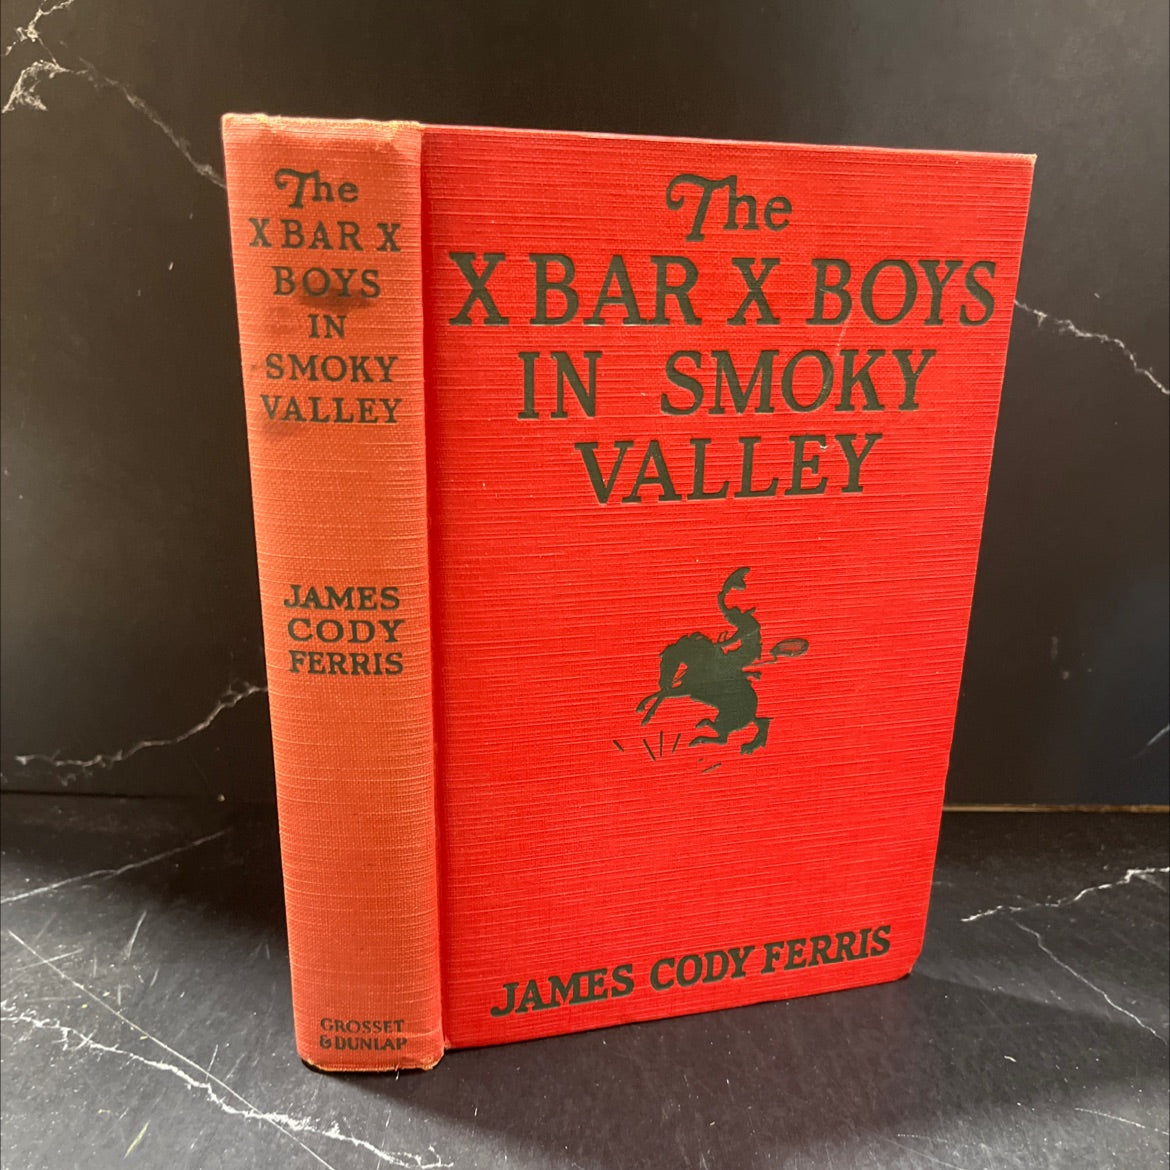 The
X BAR X
BOYS
IN
SMOKY
VALLEY
JAMES
CODY
FERRIS
GROSSET
& DUNLAP
The
X BAR X BOYS
IN SMOKY
VALLEY
JAMES CODY FERRIS